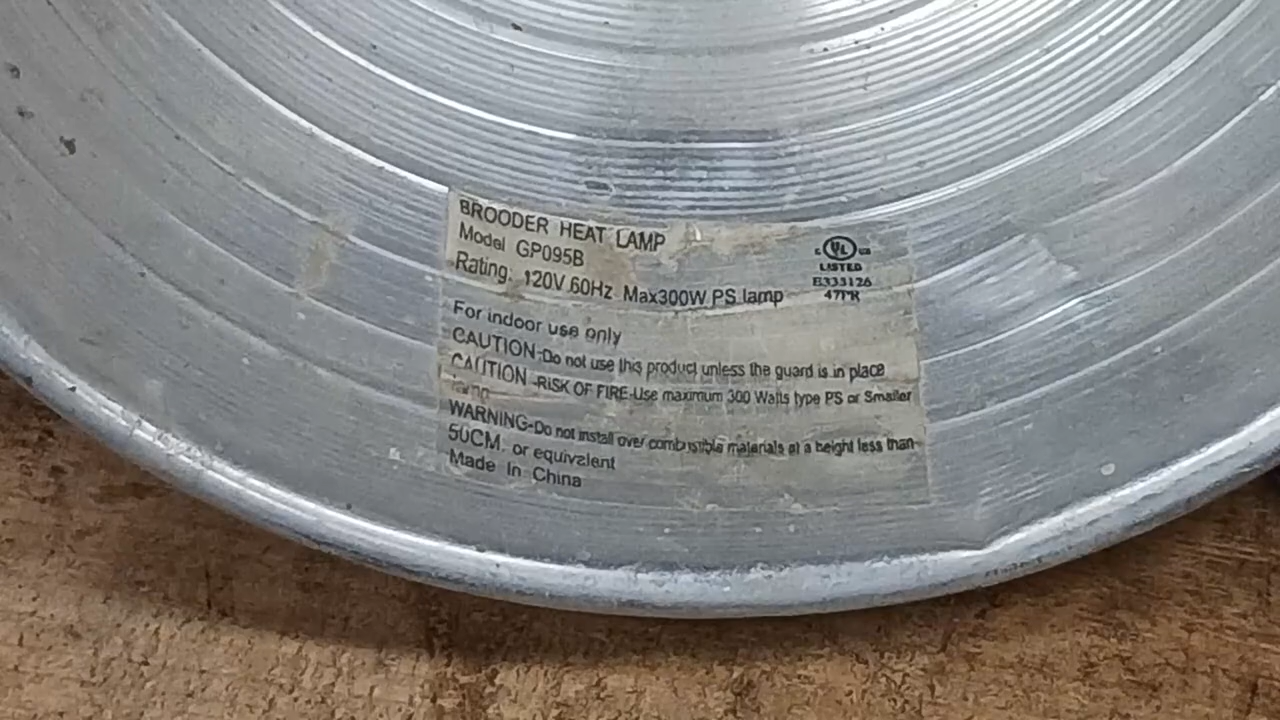 BROODER HEAT LAMP
Model GP095B
Rating: 120V 60Hz Max300W PS lamp
UL
LISTED
E333126
47PR
For indoor use only
CAUTION-Do not use this product unless the guard is in place
CAUTION -RISK OF FIRE-Use maximum 300 Watts type PS or Smaller
lamp
WARNING-Do not install over combustible materials at a height less than
50CM. or equivalent
Made In China